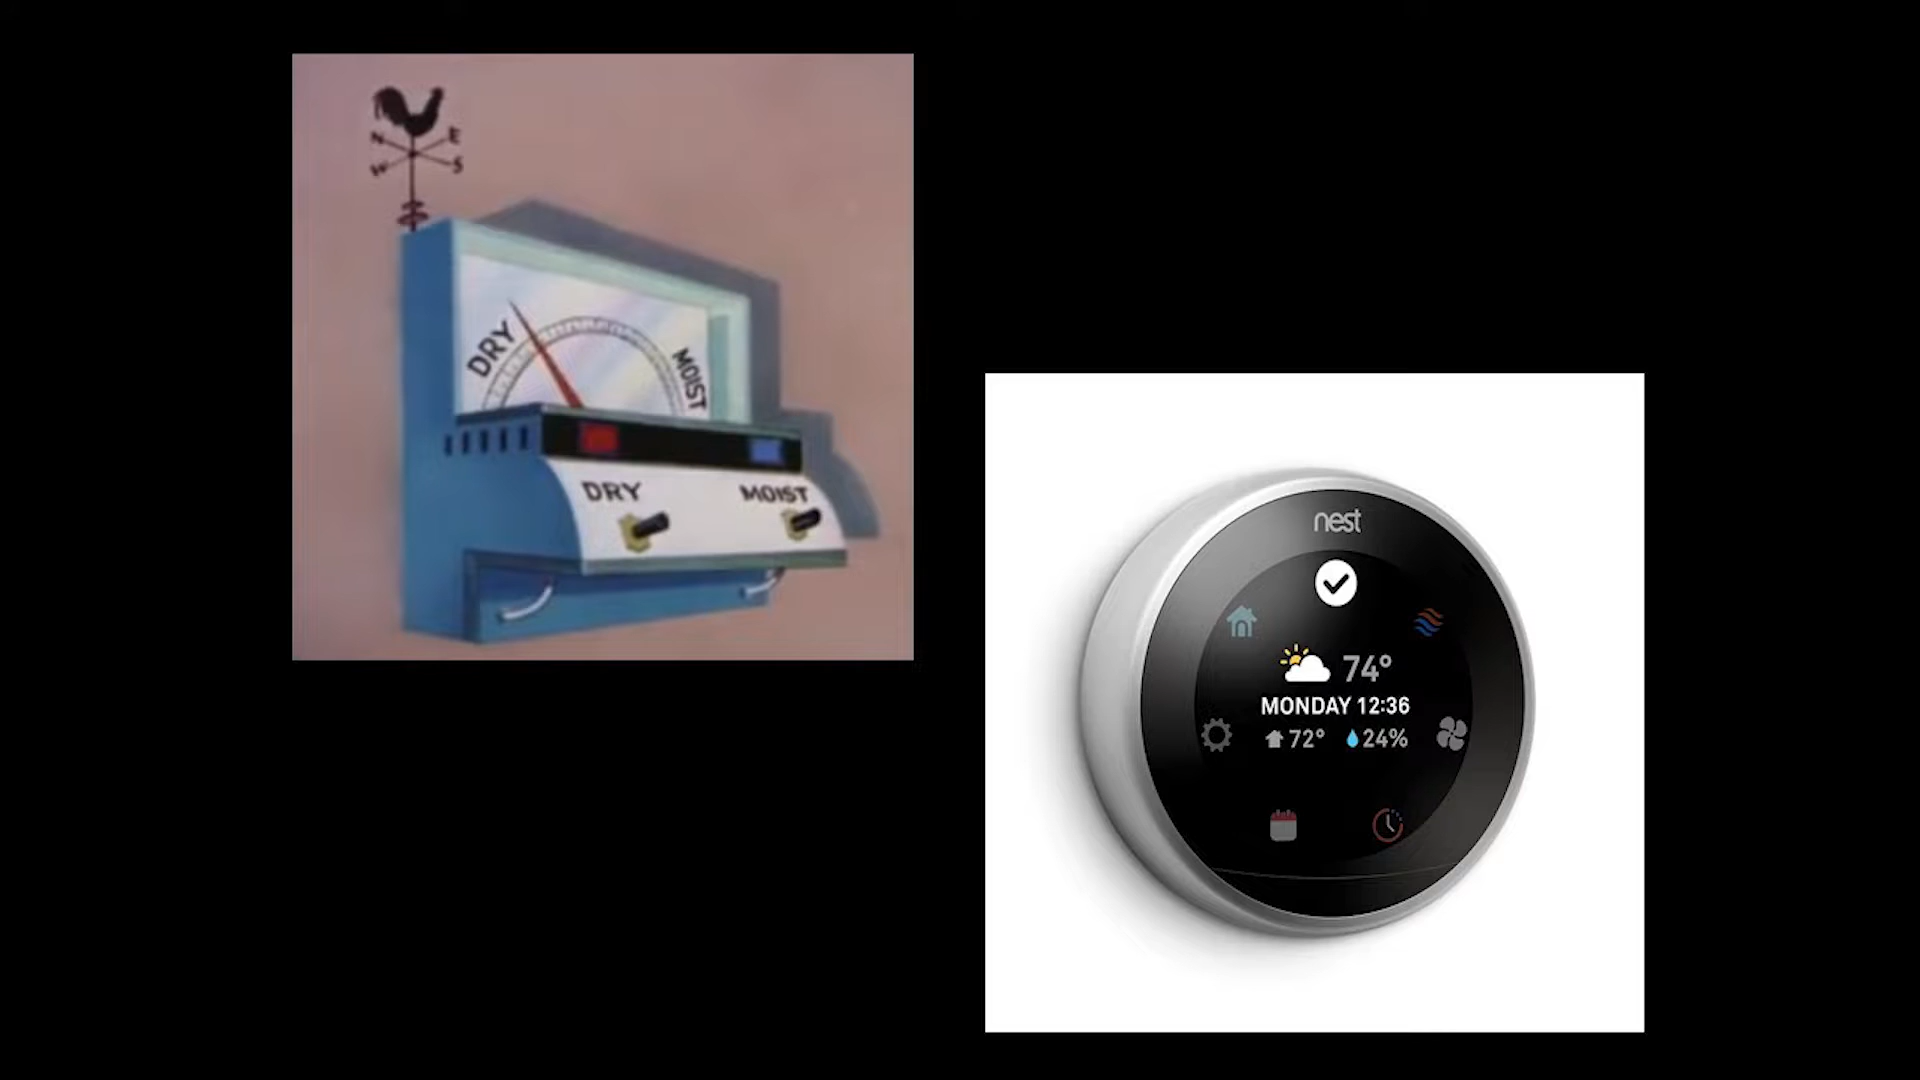 N E
W S
DRY
MOIST
DRY MOIST
nest
74°
MONDAY 12:36
72° 24%